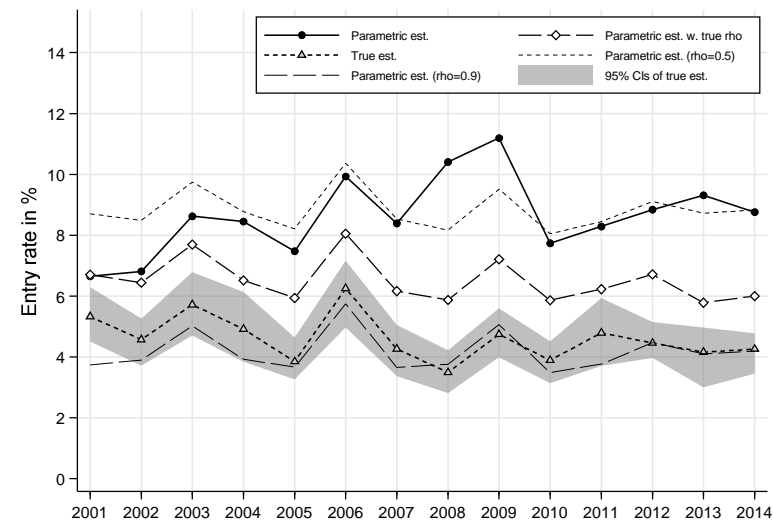 Parametric est.
Parametric est. w. true rho
True est.
Parametric est. (rho=0.5)
Parametric est. (rho=0.9)
95% CIs of true est.
Entry rate in %
14
12
10
8
6
4
2
0
2001 2002 2003 2004 2005 2006 2007 2008 2009 2010 2011 2012 2013 2014